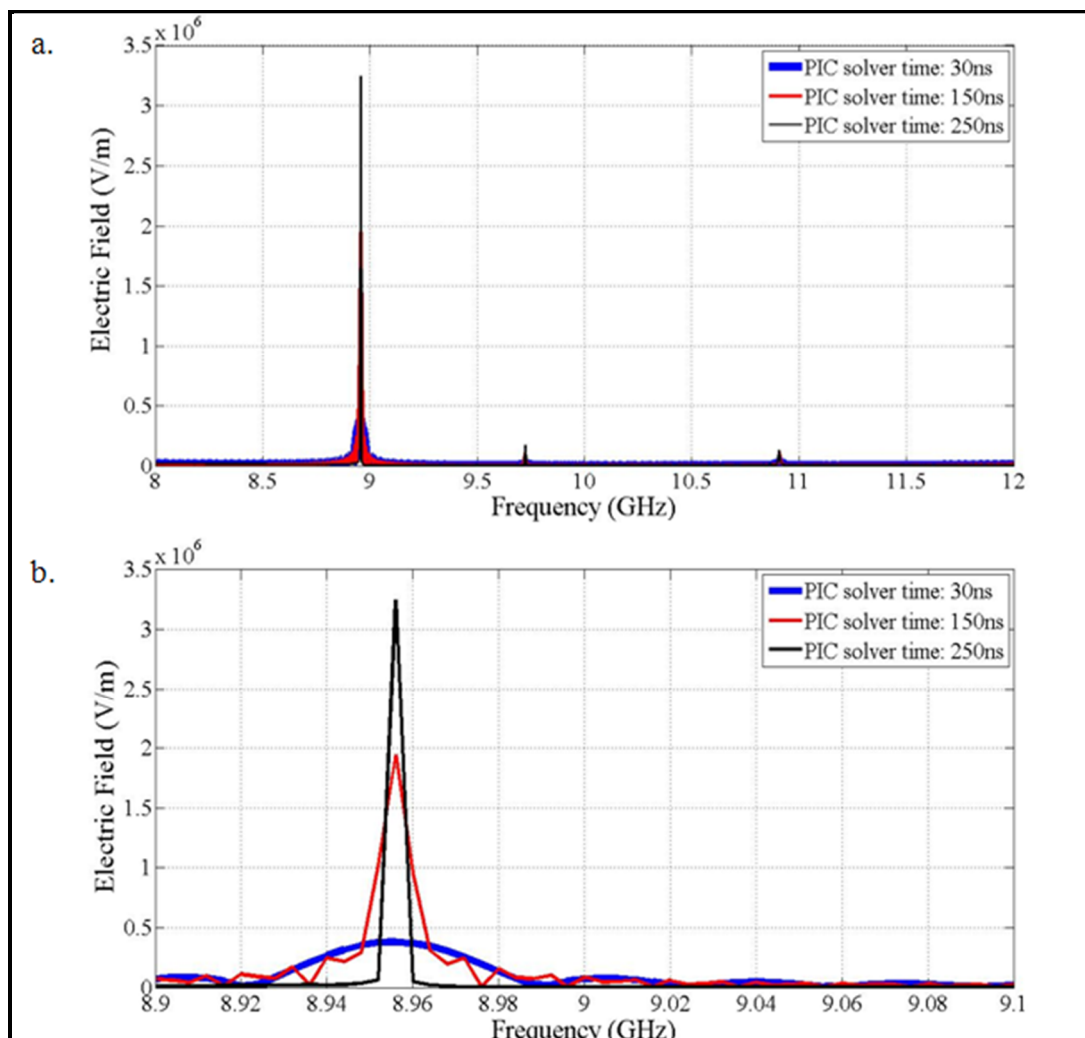 a.
x 10⁶
3.5
3
2.5
2
1.5
1
0.5
0
Electric Field (V/m)
PIC solver time: 30ns
PIC solver time: 150ns
PIC solver time: 250ns
8 8.5 9 9.5 10 10.5 11 11.5 12
Frequency (GHz)
b.
x 10⁶
3.5
3
2.5
2
1.5
1
0.5
0
Electric Field (V/m)
PIC solver time: 30ns
PIC solver time: 150ns
PIC solver time: 250ns
8.9 8.92 8.94 8.96 8.98 9 9.02 9.04 9.06 9.08 9.1
Frequency (GHz)